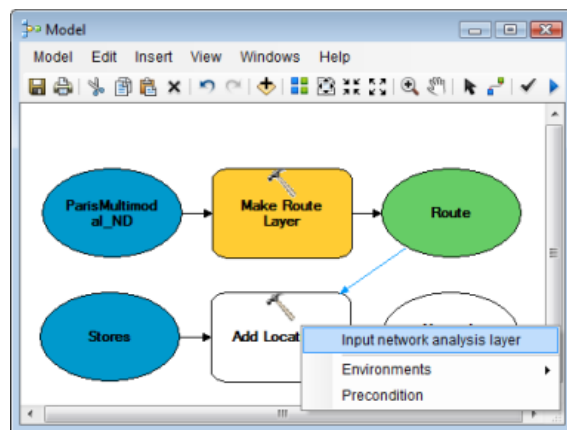 Model
Model Edit Insert View Windows Help
ParisMultimod
al_ND
Make Route
Layer
Route
Stores
Add Locat
Input network analysis layer
Environments
Precondition